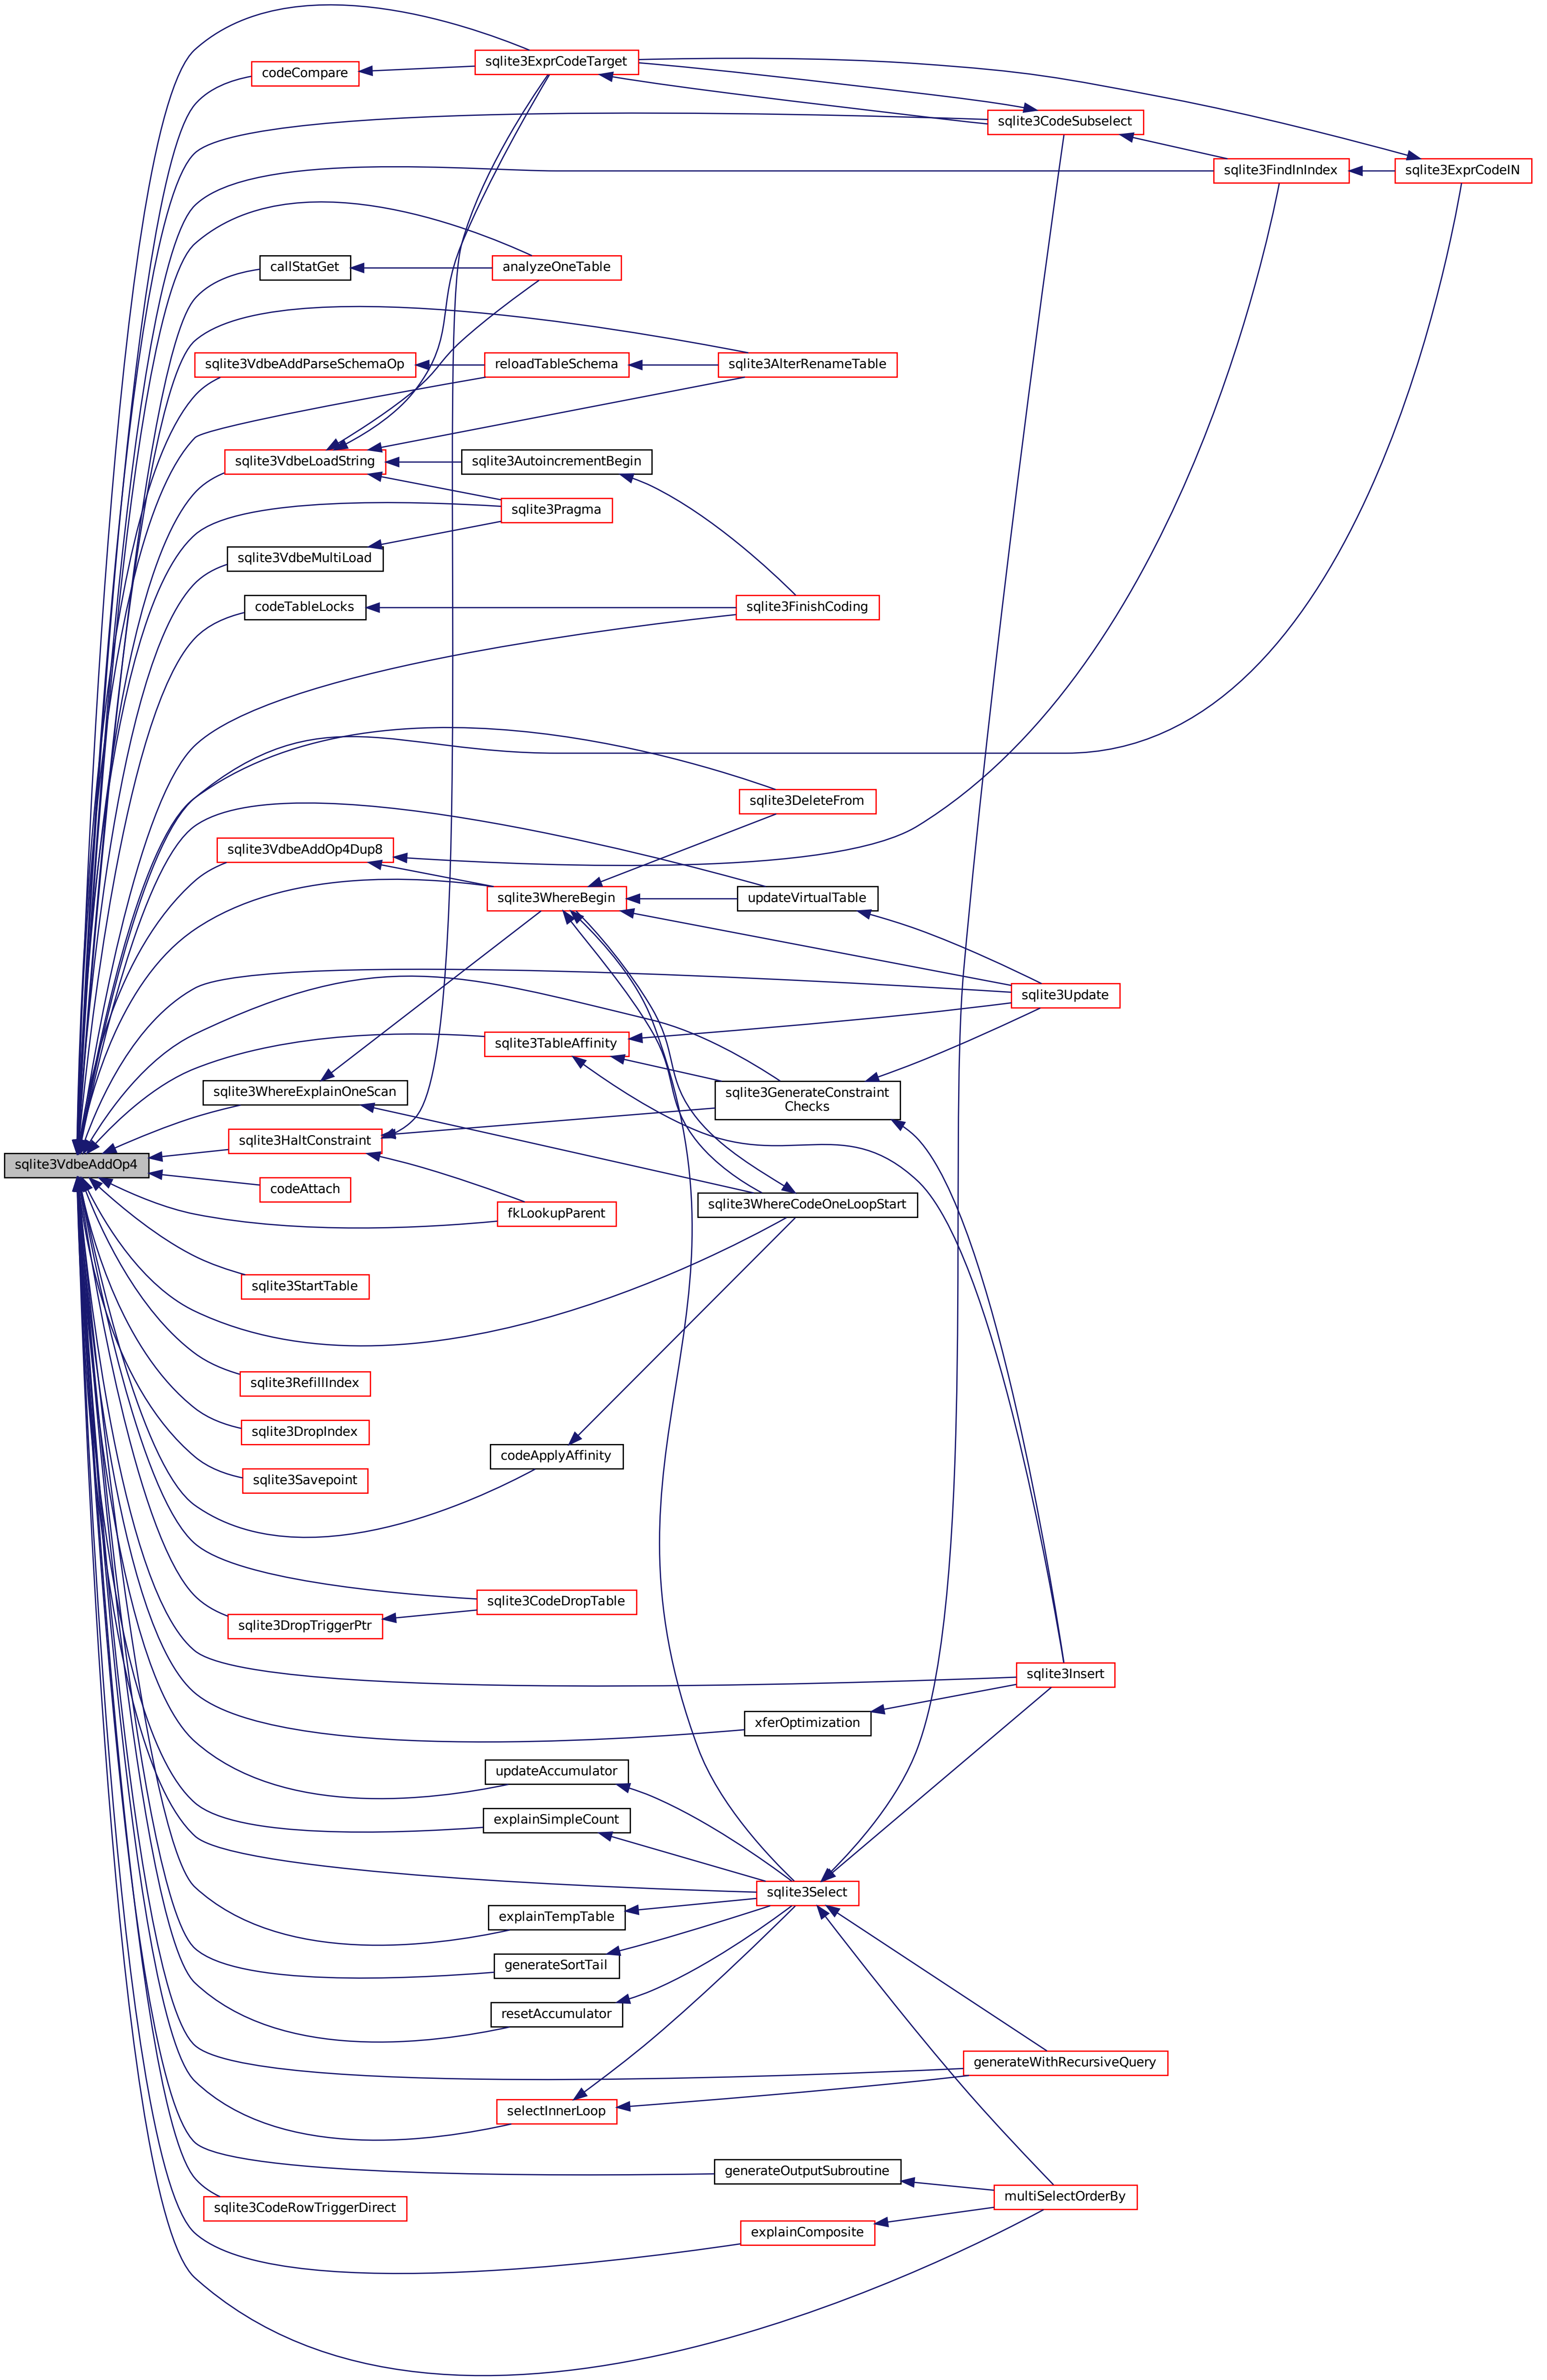 sqlite3ExprCodeTarget
codeCompare
sqlite3CodeSubselect
sqlite3FindInIndex
sqlite3ExprCodeIN
callStatGet
analyzeOneTable
sqlite3VdbeAddParseSchemaOp
reloadTableSchema
sqlite3AlterRenameTable
sqlite3VdbeLoadString
sqlite3AutoincrementBegin
sqlite3Pragma
sqlite3VdbeMultiLoad
codeTableLocks
sqlite3FinishCoding
sqlite3DeleteFrom
sqlite3VdbeAddOp4Dup8
sqlite3WhereBegin
updateVirtualTable
sqlite3Update
sqlite3TableAffinity
sqlite3WhereExplainOneScan
sqlite3GenerateConstraint
Checks
sqlite3HaltConstraint
sqlite3VdbeAddOp4
codeAttach
sqlite3WhereCodeOneLoopStart
fkLookupParent
sqlite3StartTable
sqlite3RefillIndex
sqlite3DropIndex
codeApplyAffinity
sqlite3Savepoint
sqlite3CodeDropTable
sqlite3DropTriggerPtr
sqlite3Insert
xferOptimization
updateAccumulator
explainSimpleCount
sqlite3Select
explainTempTable
generateSortTail
resetAccumulator
generateWithRecursiveQuery
selectInnerLoop
generateOutputSubroutine
multiSelectOrderBy
sqlite3CodeRowTriggerDirect
explainComposite